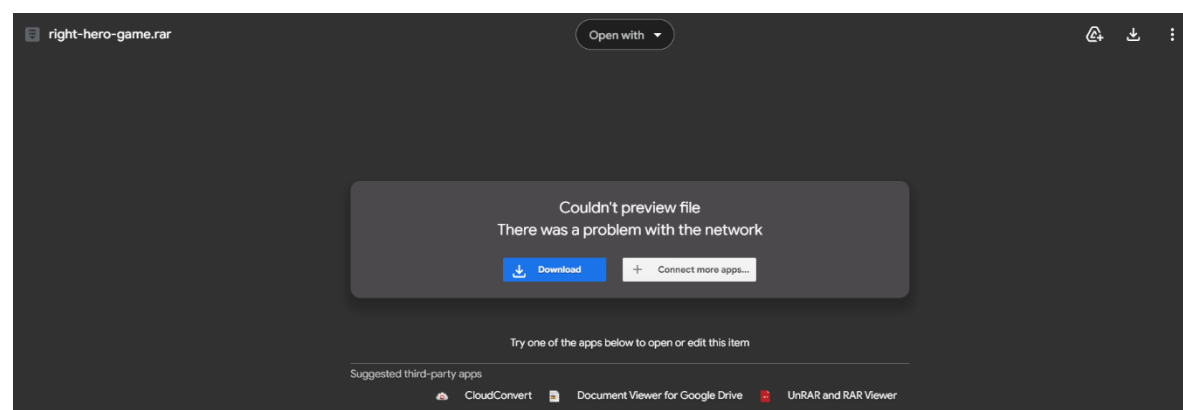 right-hero-game.rar
Open with
Couldn't preview file
There was a problem with the network
Download
Connect more apps...
Try one of the apps below to open or edit this item
Suggested third-party apps
CloudConvert Document Viewer for Google Drive UnRAR and RAR Viewer